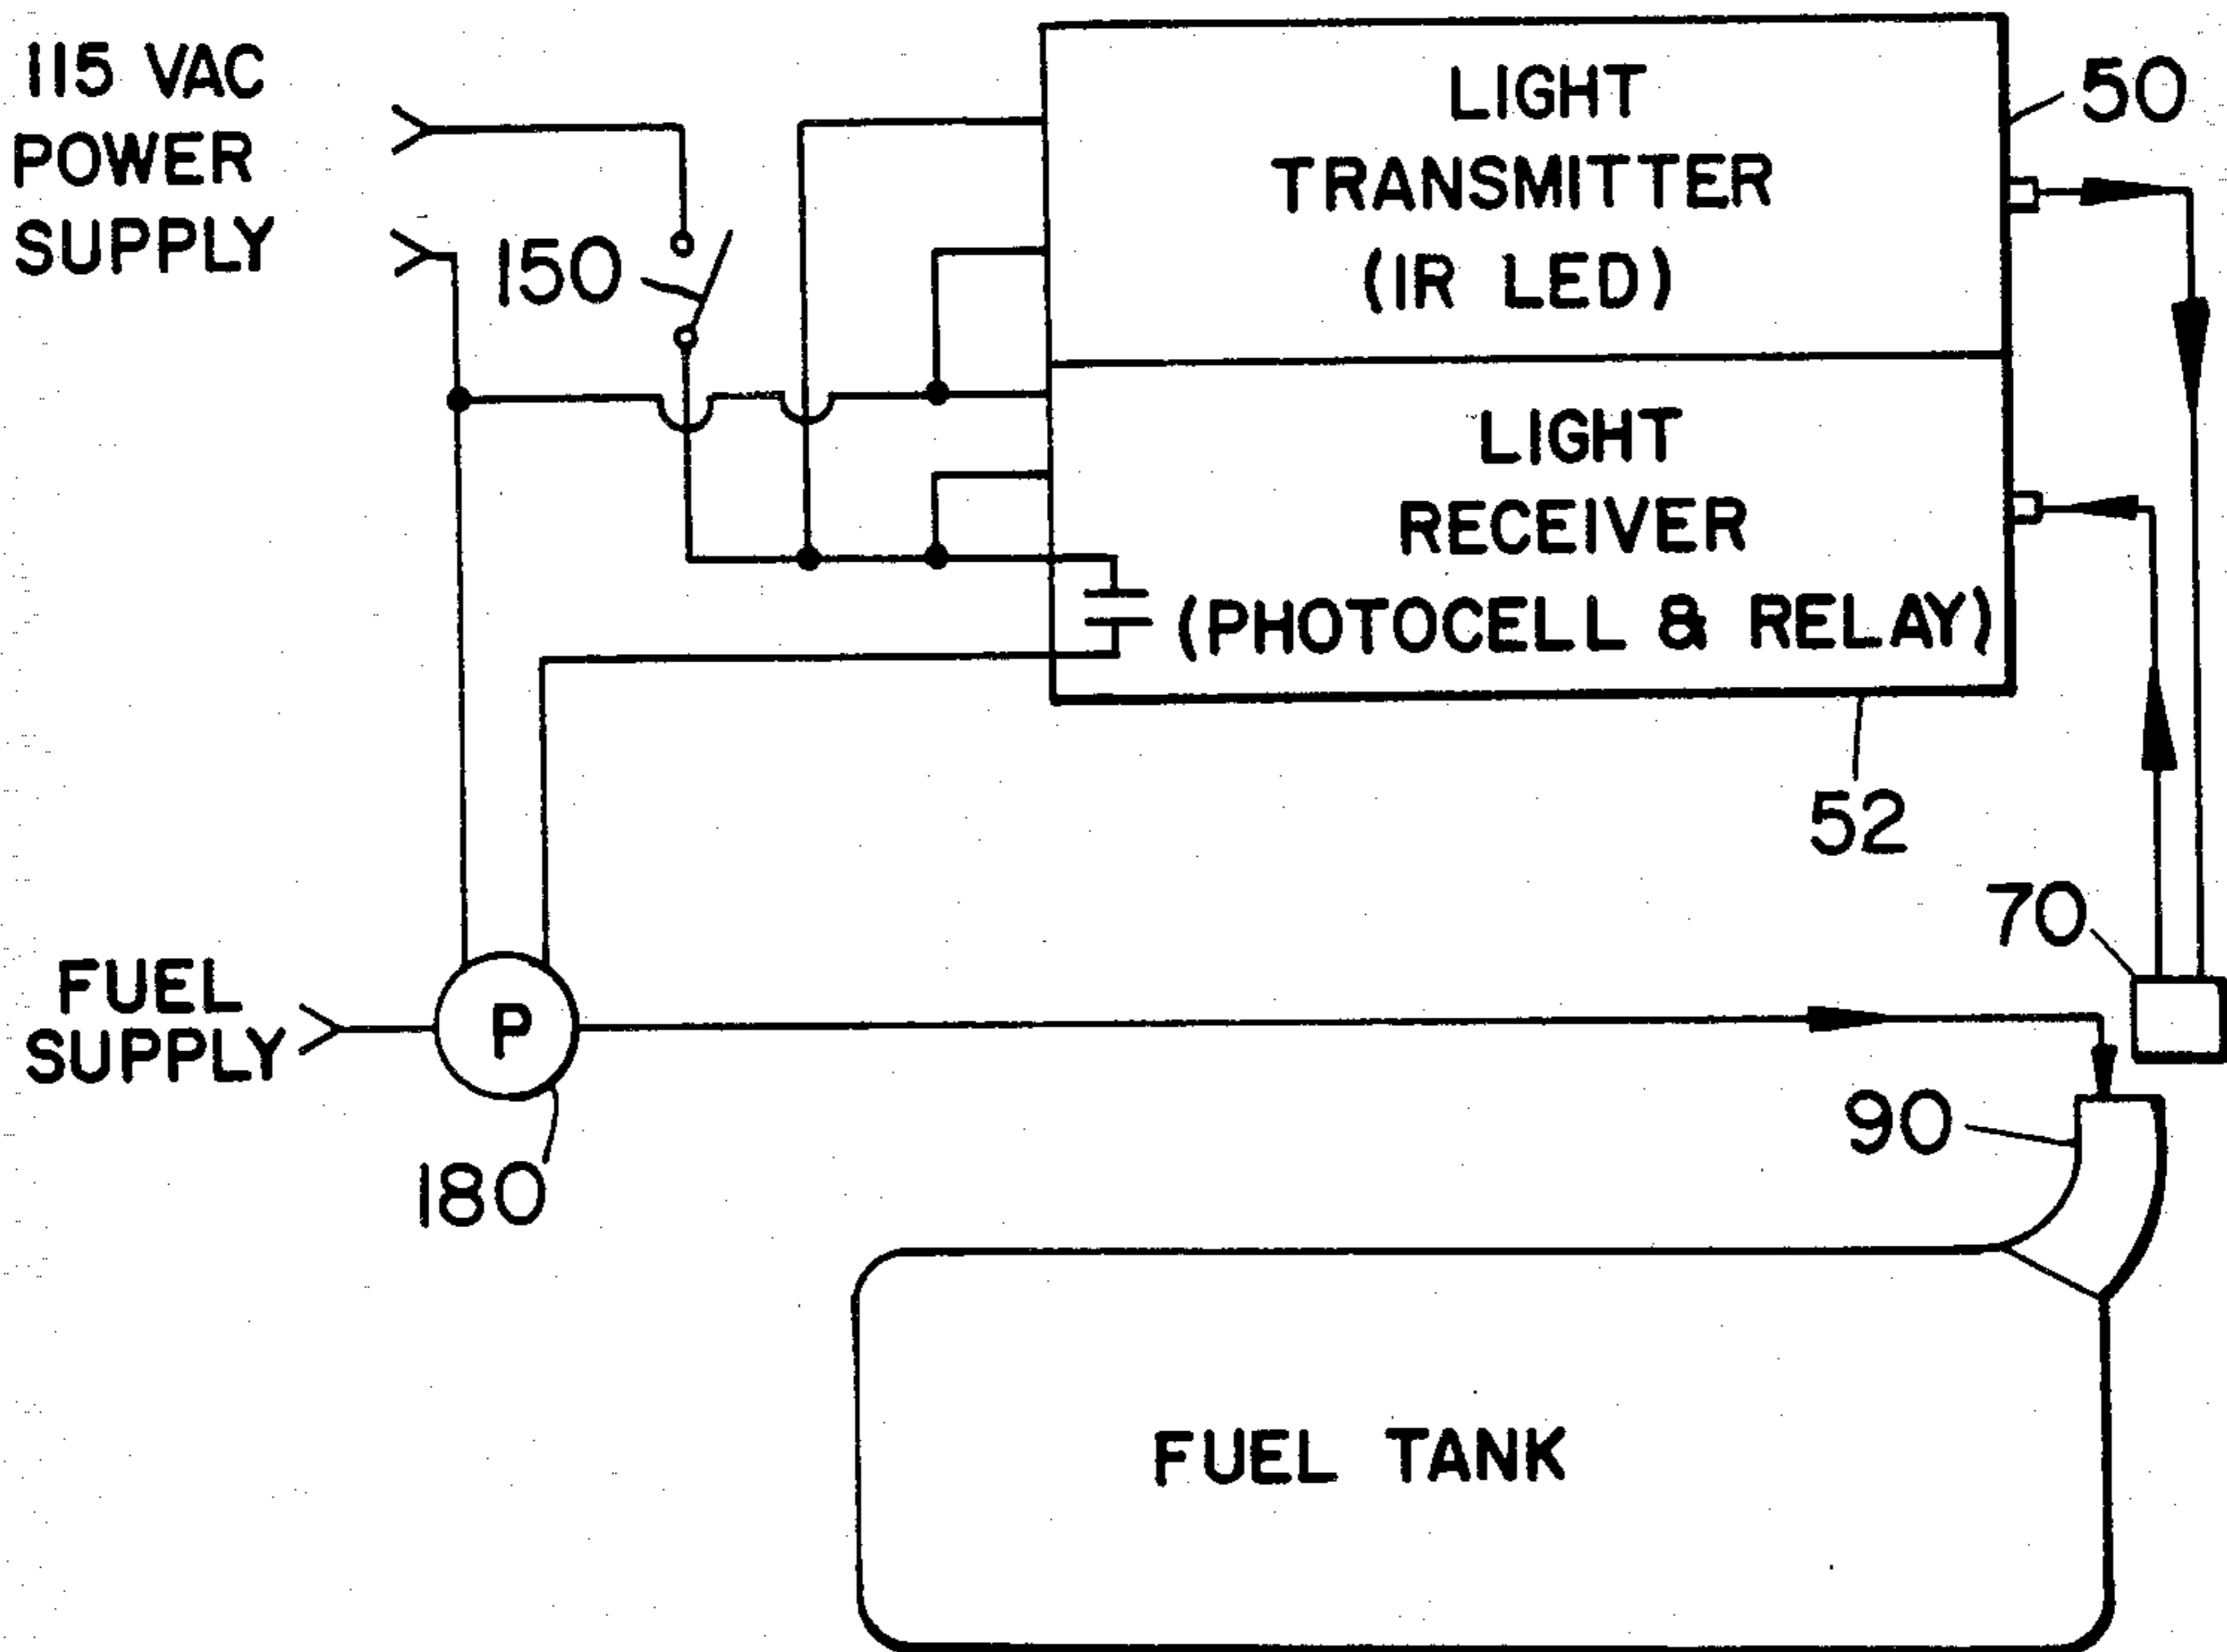 115 VAC
POWER
SUPPLY
150
LIGHT
TRANSMITTER
(IR LED)
50
LIGHT
RECEIVER
(PHOTOCELL & RELAY)
52
70
FUEL
SUPPLY
P
180
90
FUEL TANK